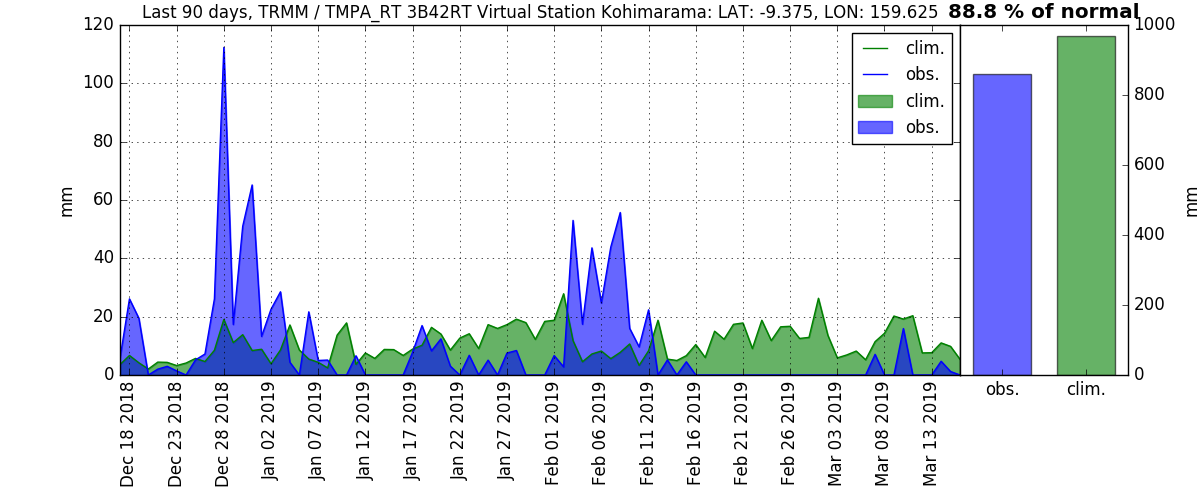 Last 90 days, TRMM / TMPA_RT 3B42RT Virtual Station Kohimarama: LAT: -9.375, LON: 159.625 88.8 % of normal
120
100
80
60
40
20
0
mm
clim.
obs.
clim.
obs.
1000
800
600
400
200
0
mm
obs.
clim.
Dec 18 2018
Dec 23 2018
Dec 28 2018
Jan 02 2019
Jan 07 2019
Jan 12 2019
Jan 17 2019
Jan 22 2019
Jan 27 2019
Feb 01 2019
Feb 06 2019
Feb 11 2019
Feb 16 2019
Feb 21 2019
Feb 26 2019
Mar 03 2019
Mar 08 2019
Mar 13 2019